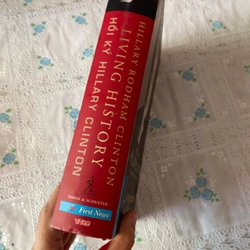 HILLARY RODHAM CLINTON
LIVING HISTORY
HỒI KÝ HILLARY CLINTON
SIMON & SCHUSTER
First News